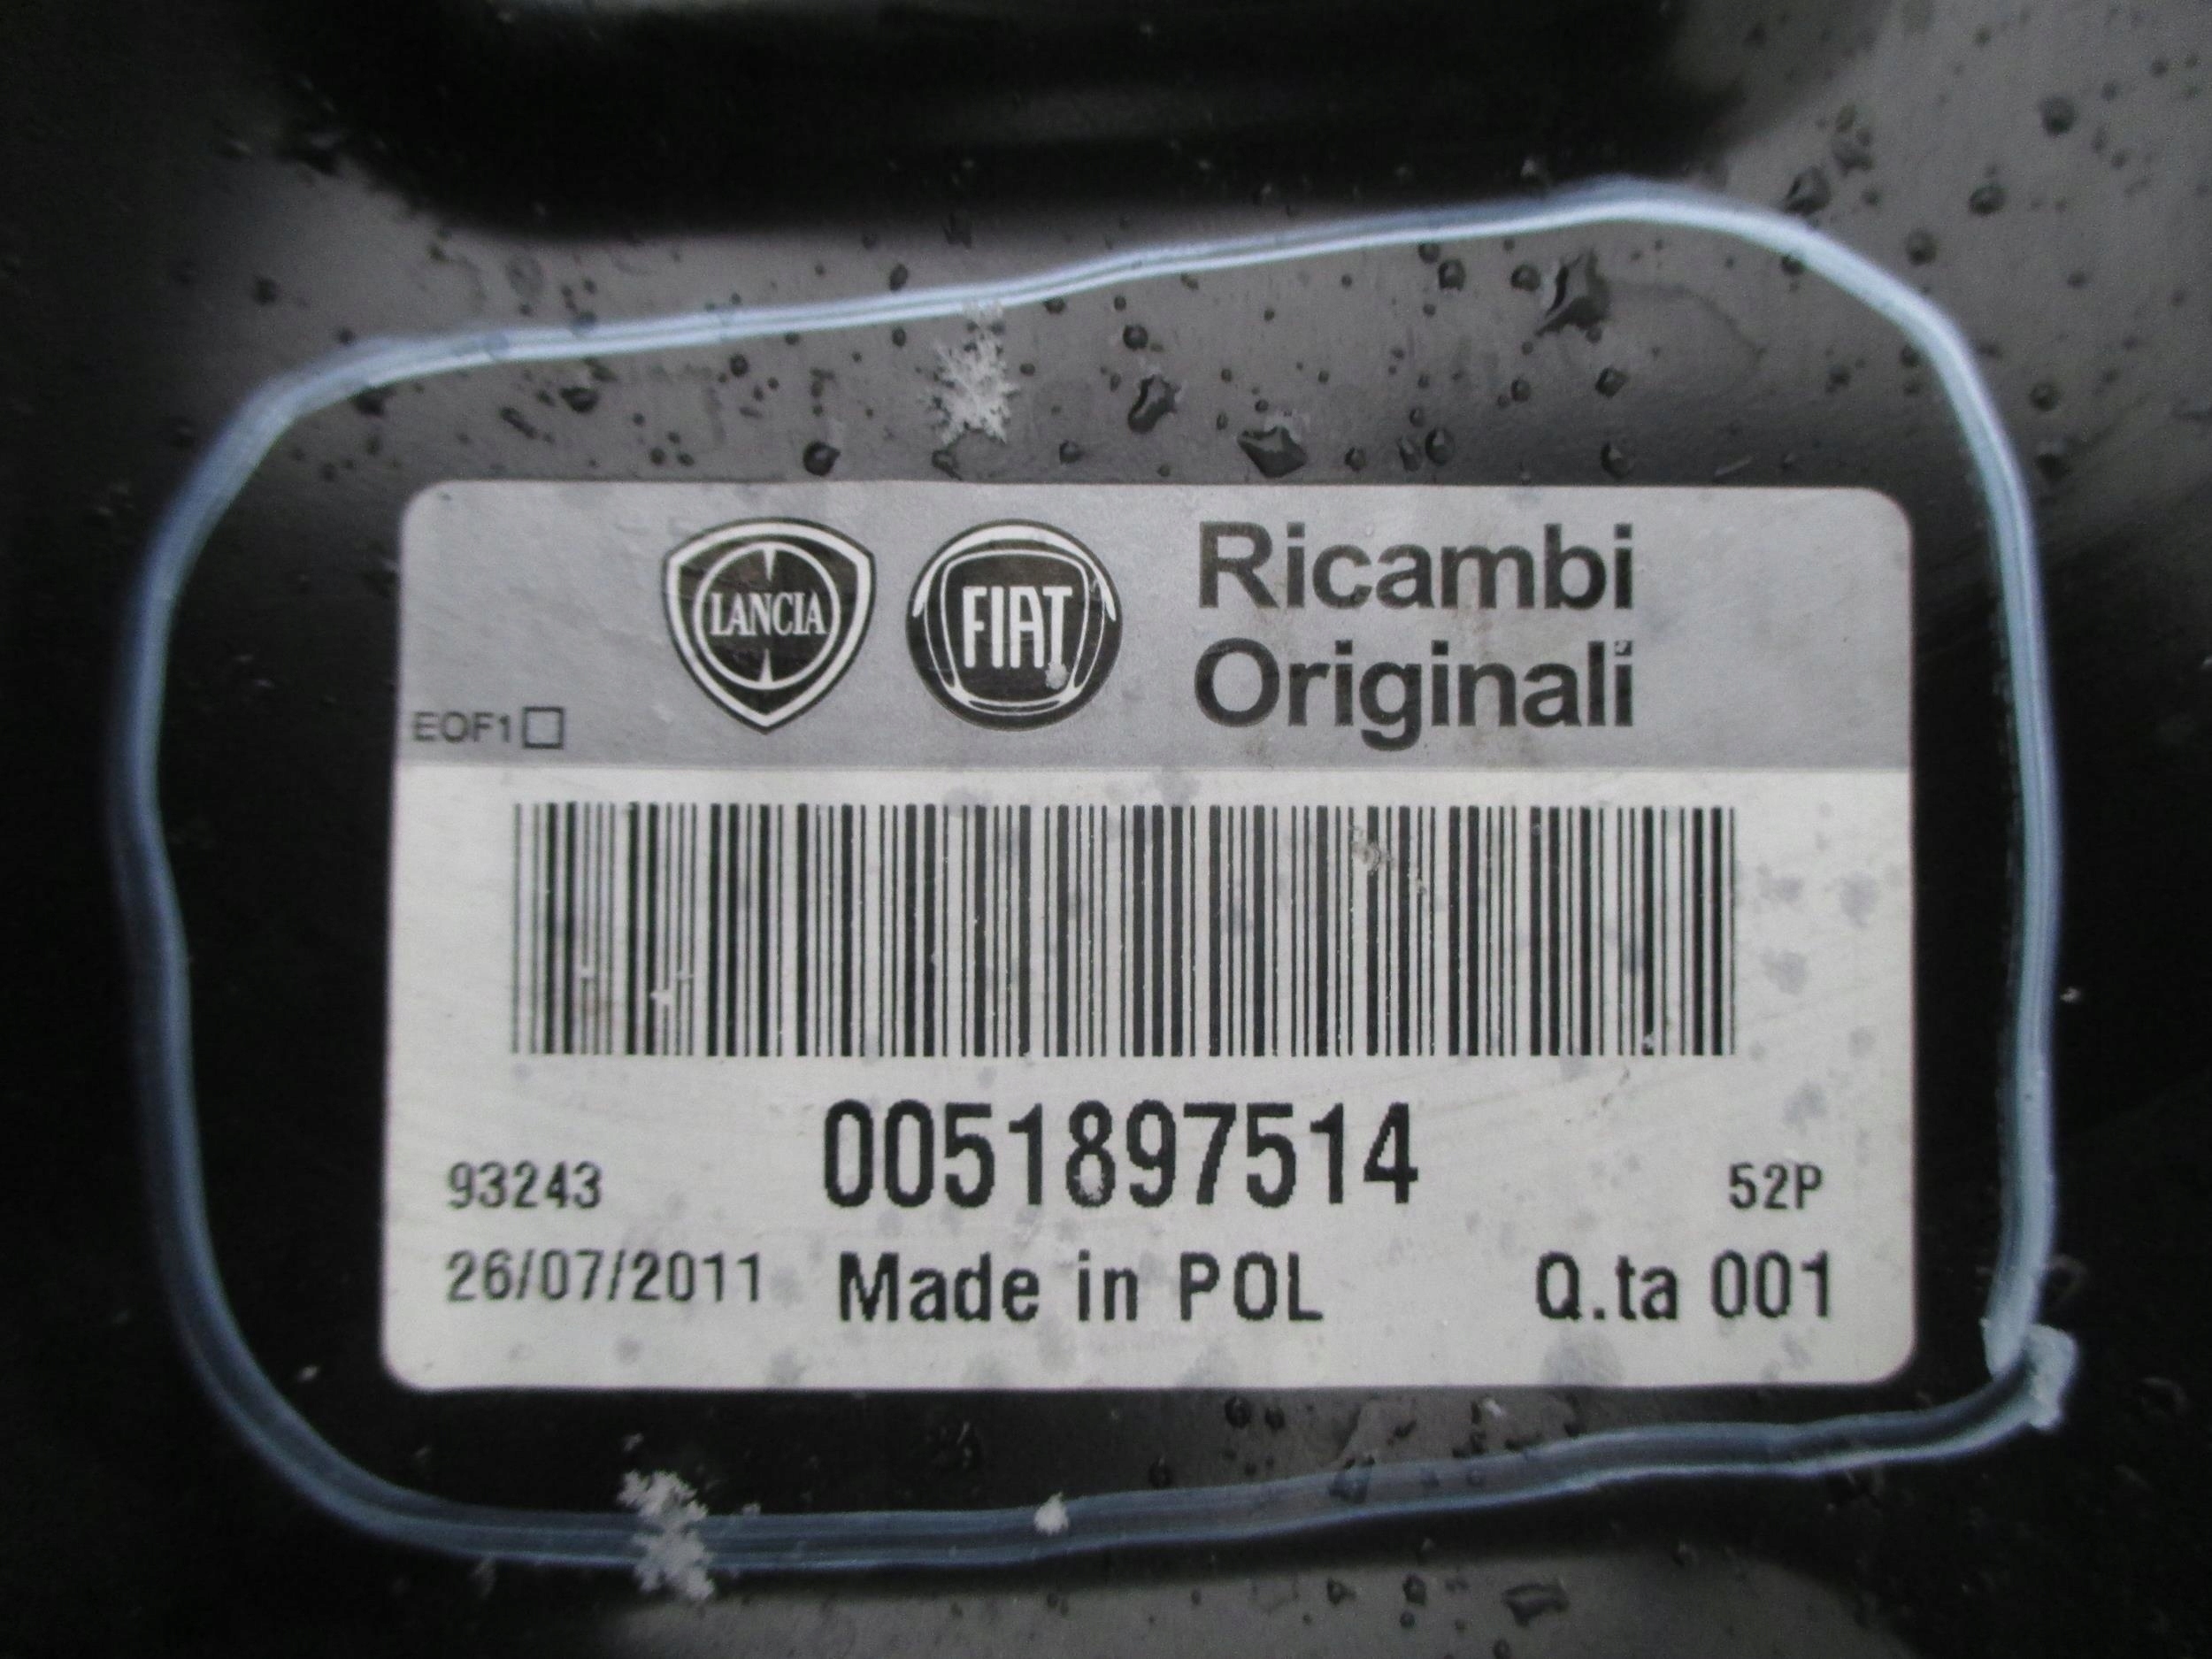 LANCIA
FIAT
Ricambi
Originali
EOF1
0051897514
93243
52P
26/07/2011
Made in POL
Q.ta 001